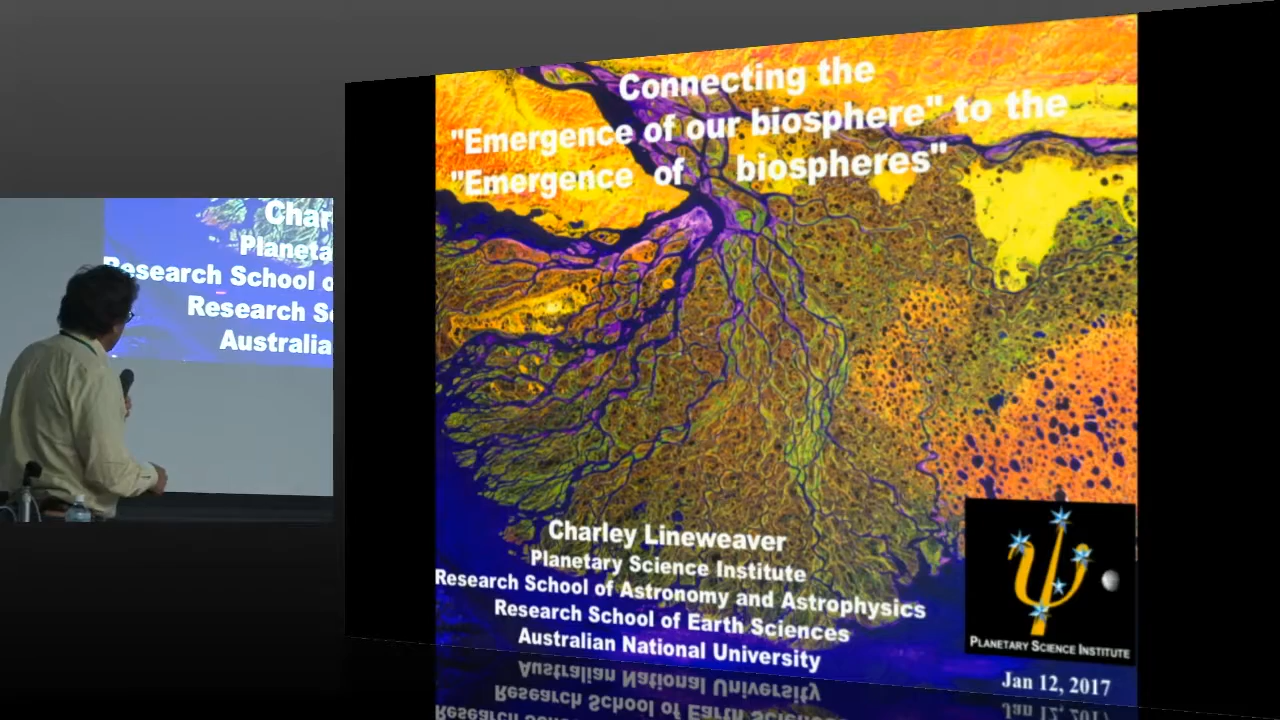 Connecting the
"Emergence of our biosphere" to the
"Emergence of biospheres"
Charley Lineweaver
Planetary Science Institute
Research School of Astronomy and Astrophysics
Research School of Earth Sciences
Australian National University
PLANETARY SCIENCE INSTITUTE
Jan 12, 2017
Char
Planeta
Research School o
Research S
Australia
Australian National University
Research School of Earth Sciences
Jan 12, 2017